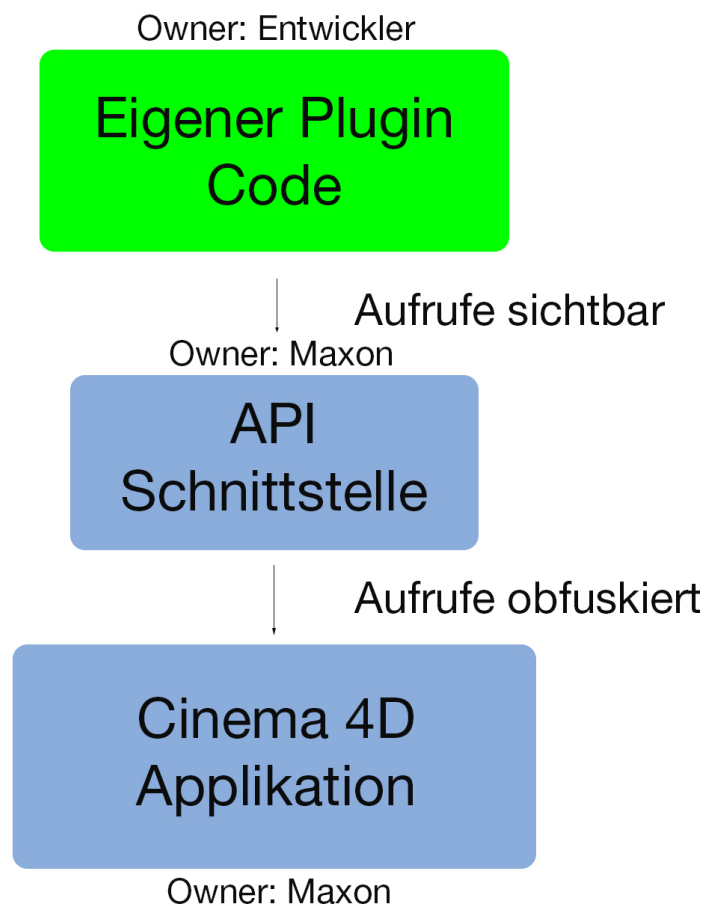 Owner: Entwickler
Eigener Plugin
Code
Aufrufe sichtbar
Owner: Maxon
API
Schnittstelle
Aufrufe obfuskiert
Cinema 4D
Applikation
Owner: Maxon